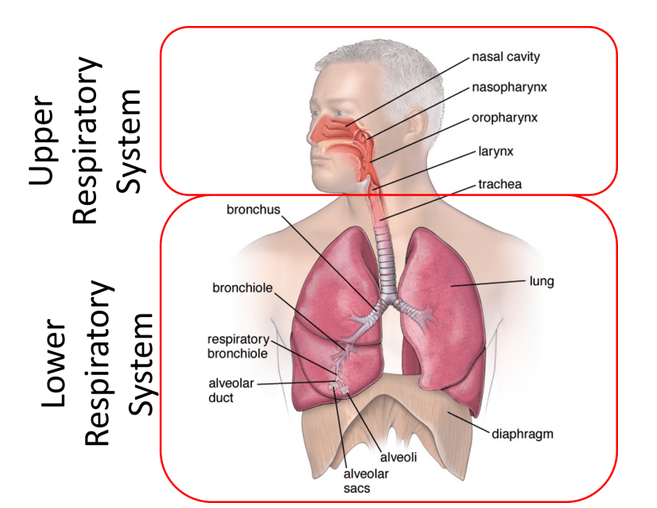 Upper
Respiratory
System
nasal cavity
nasopharynx
oropharynx
larynx
trachea
Lower
Respiratory
System
bronchus
bronchiole
respiratory
bronchiole
alveolar
duct
lung
diaphragm
alveoli
alveolar
sacs